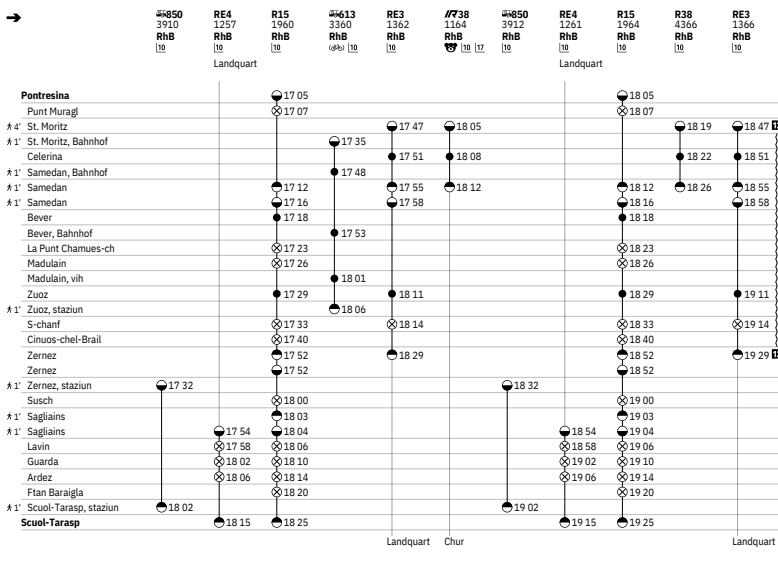 850 RE4 R15 613 RE3 IR38 850 RE4 R15 R38 RE3
3910 1257 1960 3360 1362 1164 3912 1261 1964 4366 1366
RhB RhB RhB RhB RhB RhB RhB RhB RhB RhB RhB
10 10 10 10 10 10 17 10 10 10 10 10
Landquart Landquart
Pontresina 17 05 18 05
Punt Muragl 17 07 18 07
4' St. Moritz 17 47 18 05 18 19 18 47
1' St. Moritz, Bahnhof 17 35
Celerina 17 51 18 08 18 22 18 51
1' Samedan, Bahnhof 17 48
1' Samedan 17 12 17 55 18 12 18 12 18 26 18 55
1' Samedan 17 16 17 58 18 16 18 58
Bever 17 18 18 18
Bever, Bahnhof 17 53
La Punt Chamues-ch 17 23 18 23
Madulain 17 26 18 26
Madulain, vih 18 01
Zuoz 17 29 18 11 18 29 19 11
1' Zuoz, staziun 18 06
S-chanf 17 33 18 14 18 33 19 14
Cinuos-chel-Brail 17 40 18 40
Zernez 17 52 18 29 18 52 19 29
Zernez 17 52 18 52
1' Zernez, staziun 17 32 18 32
Susch 18 00 19 00
1' Sagliains 18 03 19 03
1' Sagliains 17 54 18 04 18 54 19 04
Lavin 17 58 18 06 18 58 19 06
Guarda 18 02 18 10 19 02 19 10
Ardez 18 06 18 14 19 06 19 14
Ftan Baraigla 18 20 19 20
1' Scuol-Tarasp, staziun 18 02 19 02
Scuol-Tarasp 18 15 18 25 19 15 19 25
Landquart Chur Landquart